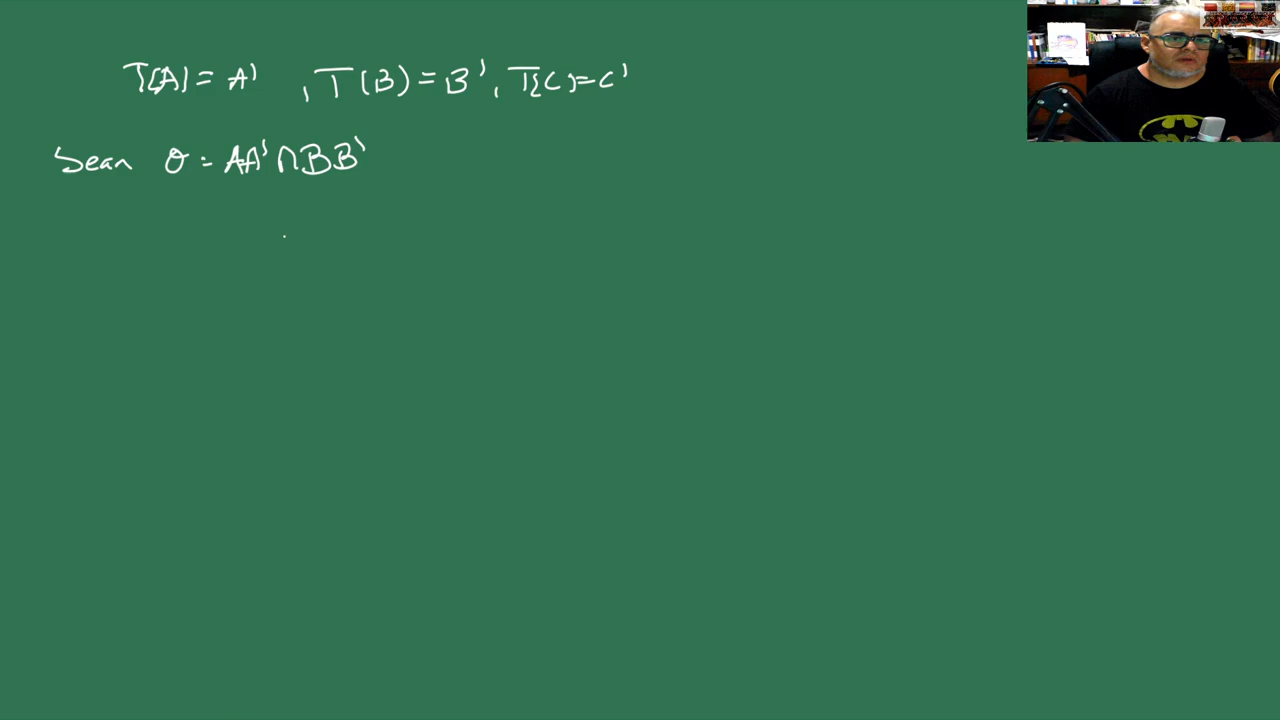 T(A) = A' , T(B) = B' , T(C) = C'
Sean O = AA' ∩ BB'